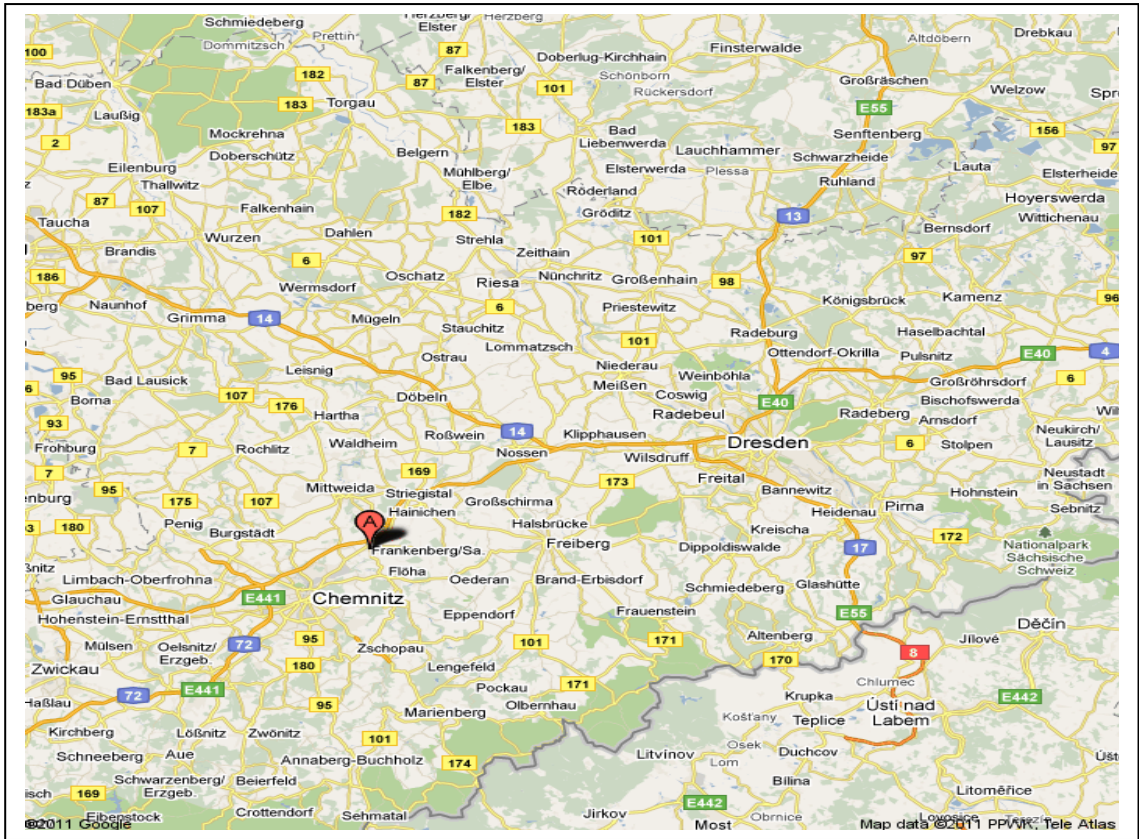 Schmiedeberg
Prettin
Dommitzsch
Herzberg/
Elster
Herzberg
Finsterwalde
Altdöbern
Drebkau
100
87
Doberlug-Kirchhain
Bad Düben
182
87
Falkenberg/
Elster
101
Schönborn
Rückersdorf
Großräschen
Welzow
183a
Laußig
183
Torgau
E55
2
Mockrehna
Doberschütz
183
Bad
Liebenwerda
Lauchhammer
Senftenberg
156
97
Eilenburg
Belgern
Elsterwerda
Plessa
Schwarzheide
Lauta
Elsterheide
Thallwitz
Mühlberg/
Elbe
Röderland
Ruhland
Hoyerswerda
87
107
Falkenhain
182
Gröditz
13
Wittichenau
Taucha
Wurzen
Dahlen
Strehla
101
Bernsdorf
Brandis
6
Zeithain
97
186
Wermsdorf
Oschatz
Riesa
Nünchritz
Großenhain
98
Königsbrück
Kamenz
96
Naunhof
Grimma
14
Mügeln
6
Priestewitz
Stauchitz
101
Radeburg
Haselbachtal
Ostrau
Lommatzsch
Ottendorf-Okrilla
Pulsnitz
E40
4
Leisnig
Niederau
Weinböhla
95
Bad Lausick
107
Döbeln
Meißen
Coswig
Großröhrsdorf
6
Borna
176
Hartha
Radebeul
E40
Radeberg
Bischofswerda
Arnsdorf
93
Roßwein
14
Klipphausen
Dresden
Neukirch/
Lausitz
Frohburg
7
Rochlitz
Waldheim
Nossen
Wilsdruff
6
Stolpen
7
169
173
Freital
Neustadt
in Sachsen
95
175
107
Mittweida
Striegistal
Großschirma
Bannewitz
Hohnstein
Sebnitz
180
Penig
Burgstädt
A
Hainichen
Halsbrücke
Kreischa
Heidenau
Pirna
172
Frankenberg/Sa.
Freiberg
Dippoldiswalde
17
Nationalpark
Sächsische
Schweiz
Limbach-Oberfrohna
Flöha
Oederan
Brand-Erbisdorf
Schmiedeberg
Glashütte
Glauchau
E441
Chemnitz
Hohenstein-Ernstthal
Eppendorf
Frauenstein
E55
Děčín
Mülsen
Oelsnitz/
Erzgeb.
72
95
Zschopau
101
171
Altenberg
8
Jílové
Zwickau
180
Lengefeld
170
Chlumec
72
E441
95
Pockau
171
Krupka
Ústí nad
Labem
E442
Marienberg
Olbernhau
Košťany
Teplice
Kirchberg
Lößnitz
Zwönitz
101
Litvínov
Osek
Duchcov
Schneeberg
Aue
Annaberg-Buchholz
174
Lom
Bílina
169
Schwarzenberg/
Erzgeb.
Beierfeld
Litoměřice
Eibenstock
Crottendorf
Sehmatal
Jirkov
E442
Most
Obrnice
Lovosice
©2011 Google
Map data ©2011 PPWK, Tele Atlas